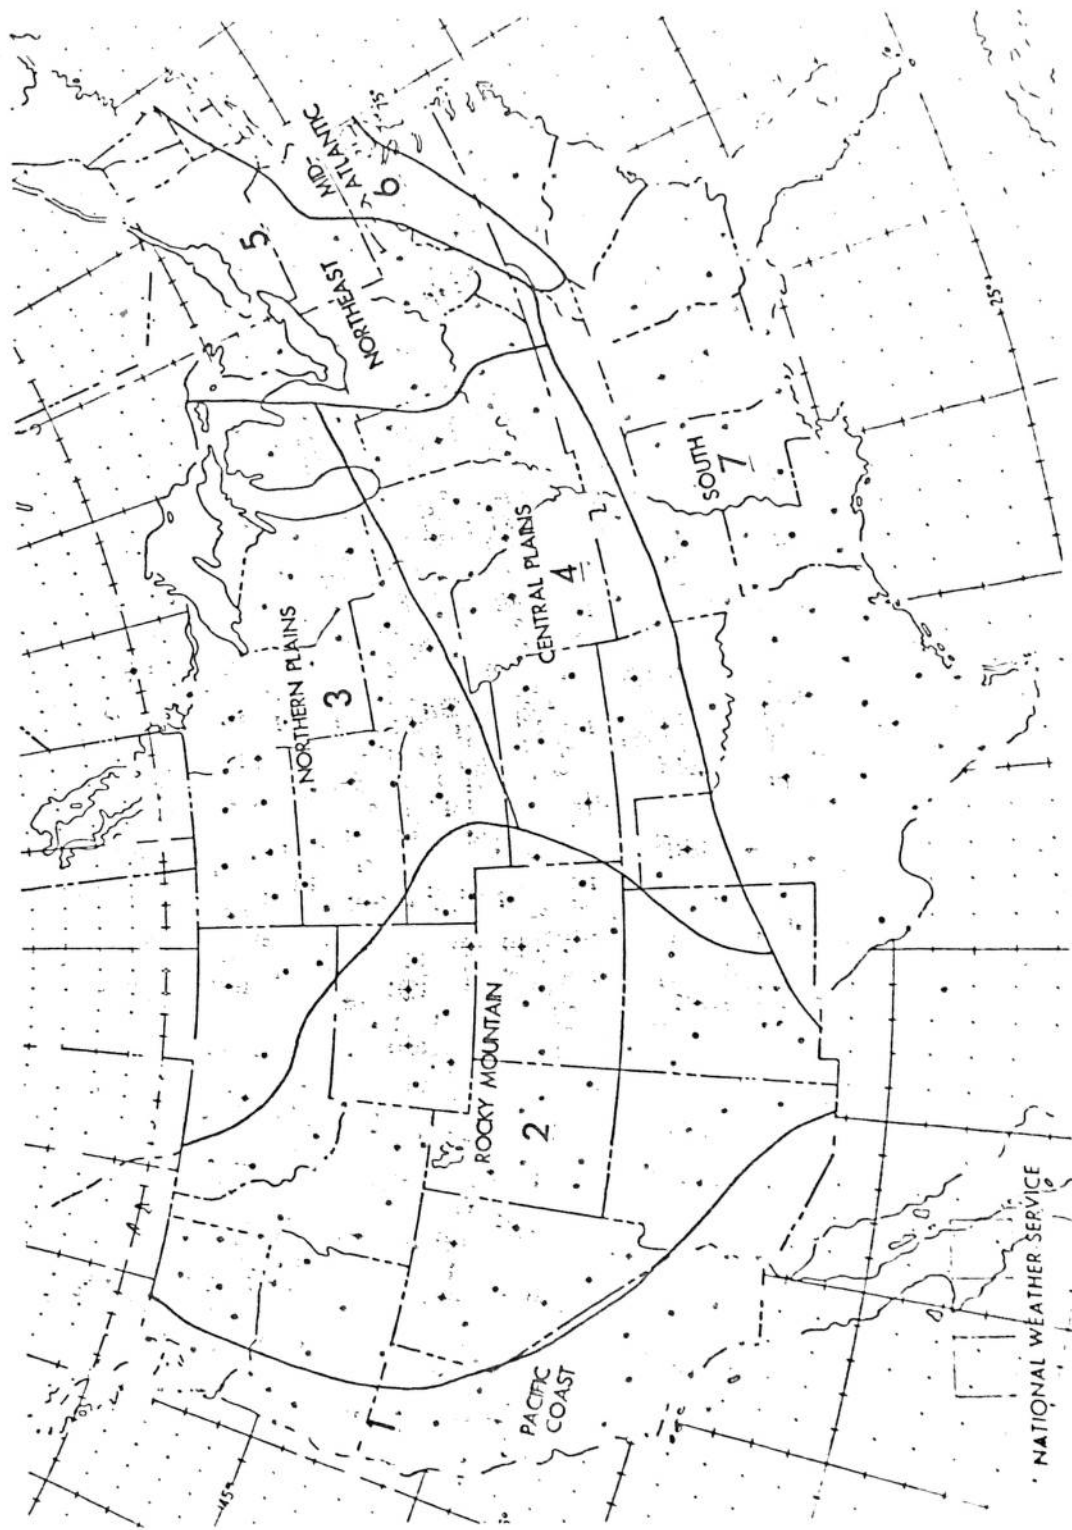 PACIFIC
COAST
1
ROCKY MOUNTAIN
2
NORTHERN PLAINS
3
CENTRAL PLAINS
4
NORTHEAST
5
MID-
ATLANTIC
6
SOUTH
7
75°
25°
NATIONAL WEATHER SERVICE